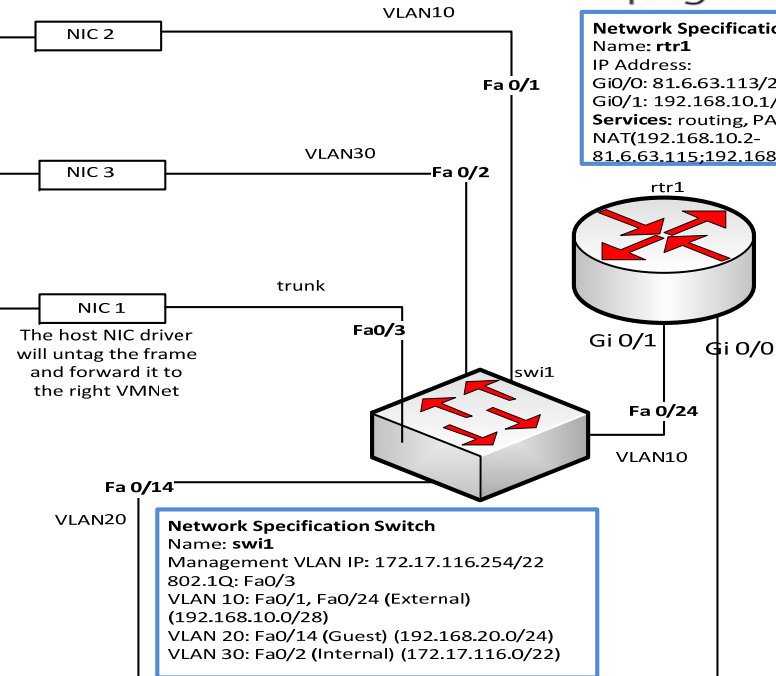 VLAN10
NIC 2
Fa 0/1
Network Specificatio
Name: rtr1
IP Address:
Gi0/0: 81.6.63.113/2
Gi0/1: 192.168.10.1/
Services: routing, PA
NAT(192.168.10.2-
81.6.63.115;192.168
VLAN30
NIC 3
Fa 0/2
rtr1
trunk
NIC 1
Fa0/3
The host NIC driver
will untag the frame
and forward it to
the right VMNet
Gi 0/1
Gi 0/0
swi1
Fa 0/24
VLAN10
Fa 0/14
VLAN20
Network Specification Switch
Name: swi1
Management VLAN IP: 172.17.116.254/22
802.1Q: Fa0/3
VLAN 10: Fa0/1, Fa0/24 (External)
(192.168.10.0/28)
VLAN 20: Fa0/14 (Guest) (192.168.20.0/24)
VLAN 30: Fa0/2 (Internal) (172.17.116.0/22)